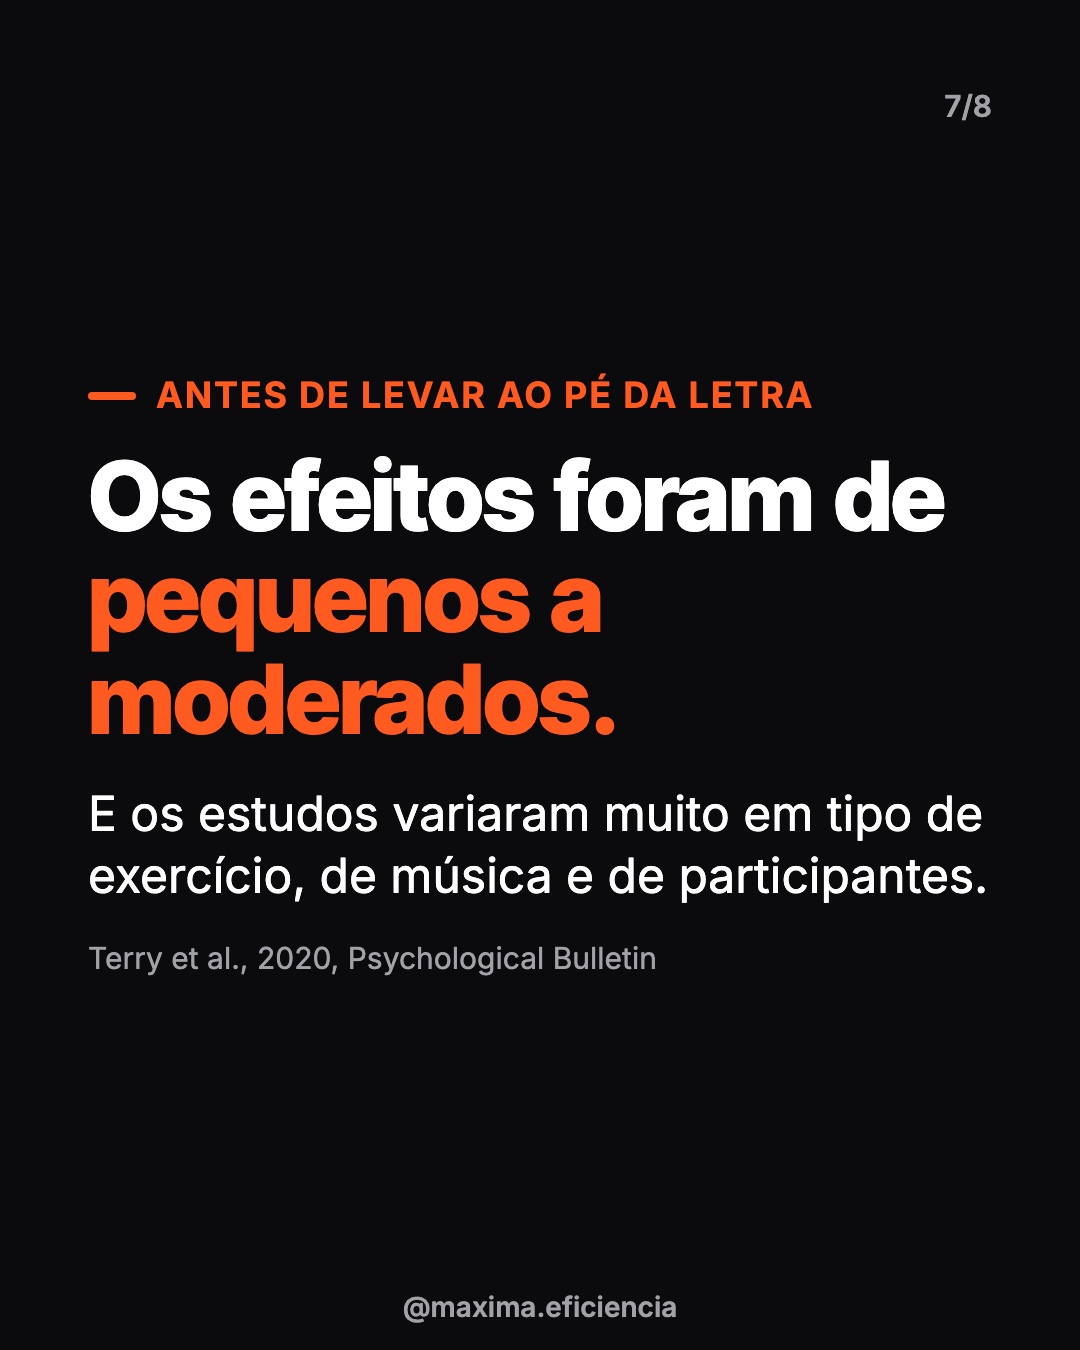 7/8
ANTES DE LEVAR AO PÉ DA LETRA
Os efeitos foram de
pequenos a
moderados.
E os estudos variaram muito em tipo de
exercício, de música e de participantes.
Terry et al., 2020, Psychological Bulletin
@maxima.eficiencia